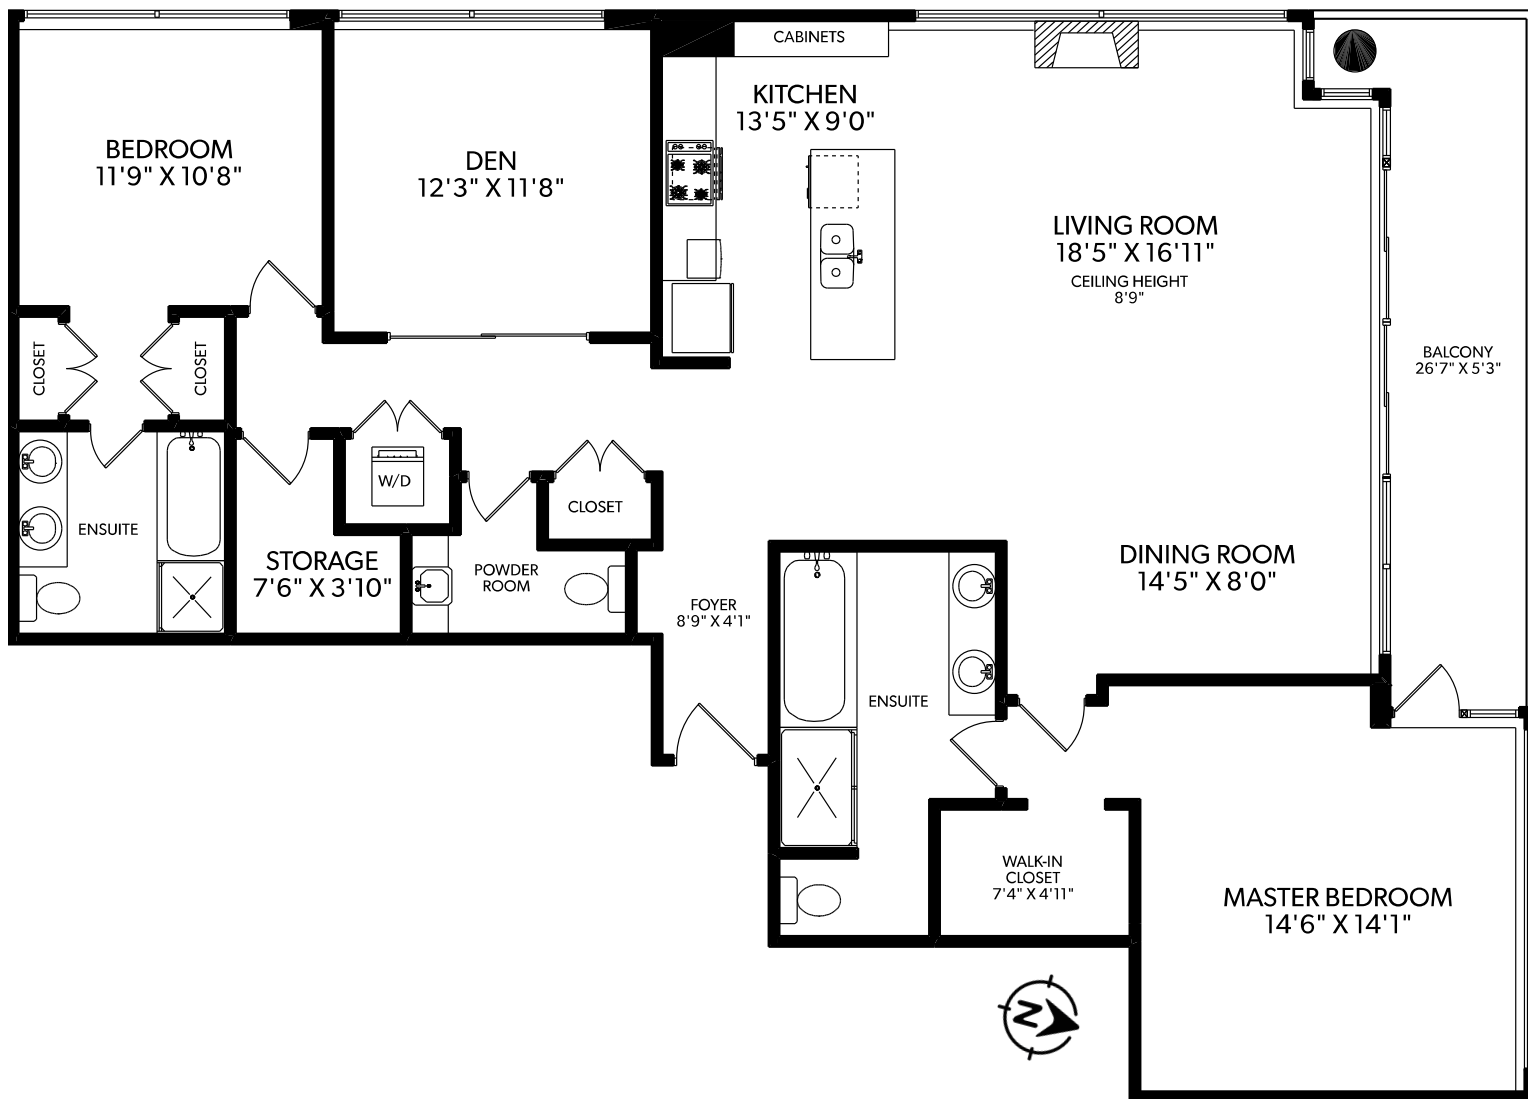 CABINETS
KITCHEN
13'5" X 9'0"
BEDROOM
11'9" X 10'8"
DEN
12'3" X 11'8"
LIVING ROOM
18'5" X 16'11"
CEILING HEIGHT
8'9"
BALCONY
26'7" X 5'3"
CLOSET
CLOSET
W/D
CLOSET
ENSUITE
STORAGE
7'6" X 3'10"
POWDER
ROOM
FOYER
8'9" X 4'1"
DINING ROOM
14'5" X 8'0"
ENSUITE
WALK-IN
CLOSET
7'4" X 4'11"
MASTER BEDROOM
14'6" X 14'1"
N